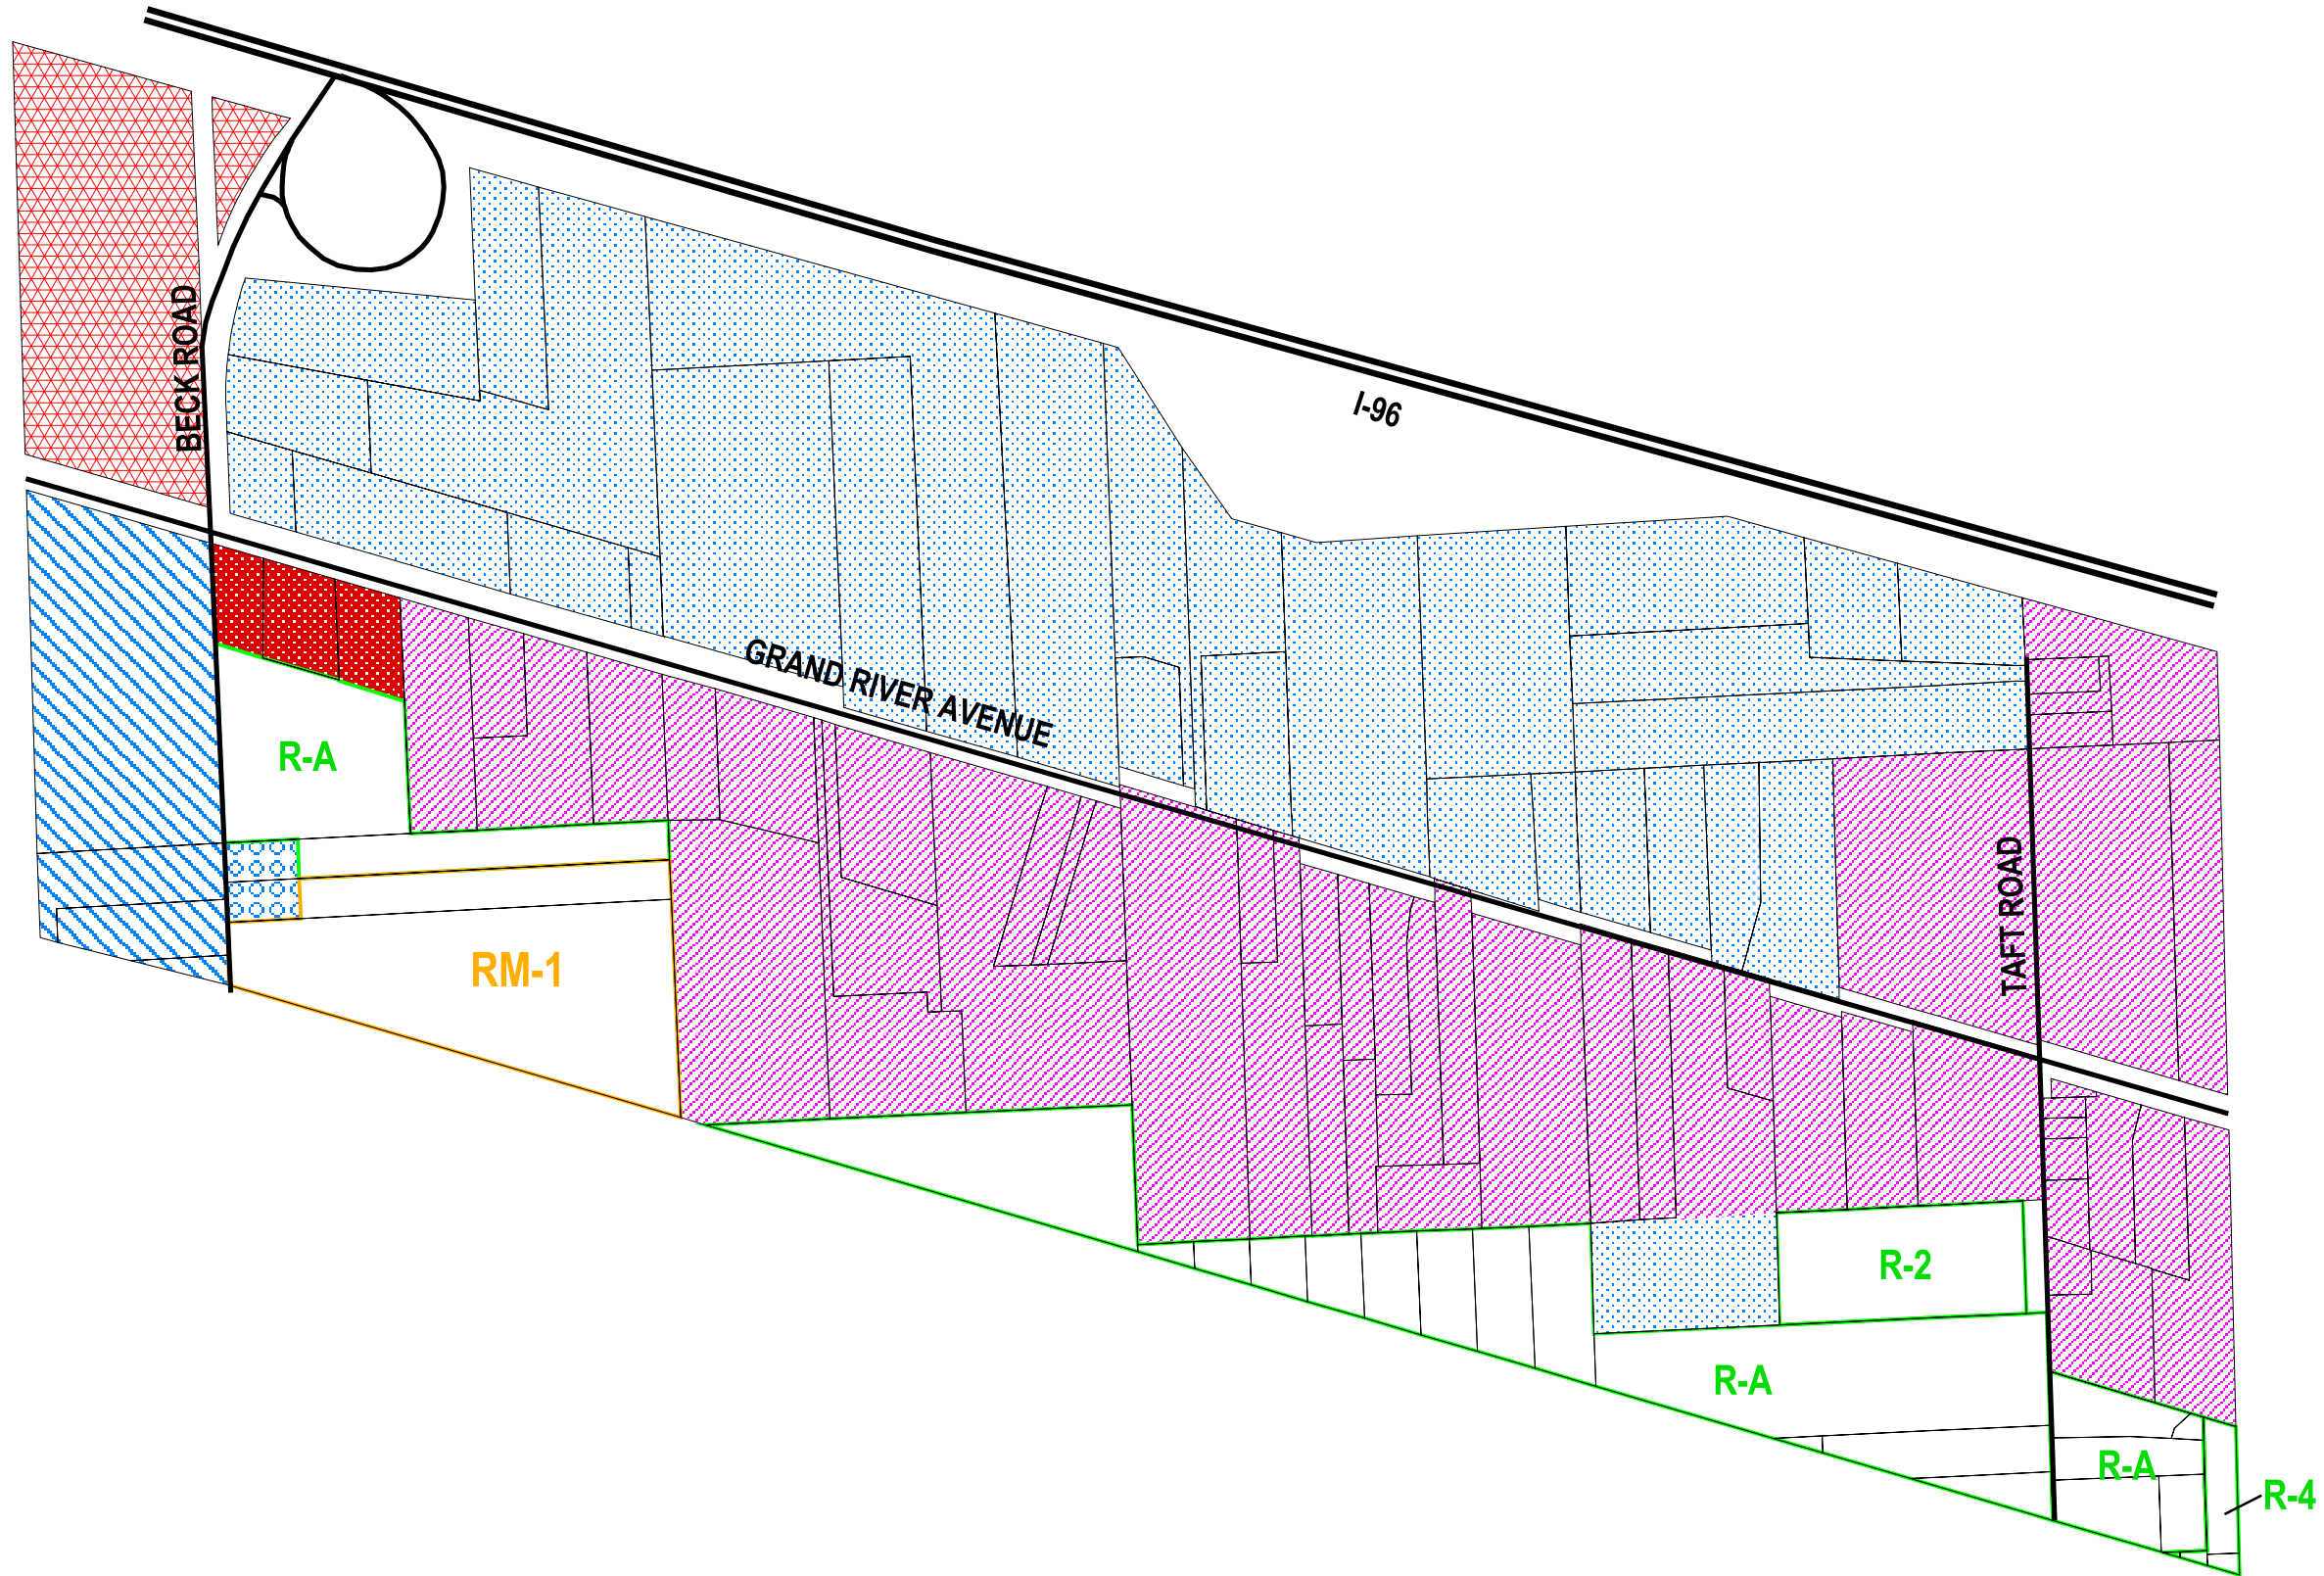 BECK ROAD
I-96
GRAND RIVER AVENUE
R-A
TAFT ROAD
RM-1
R-2
R-A
R-A
R-4